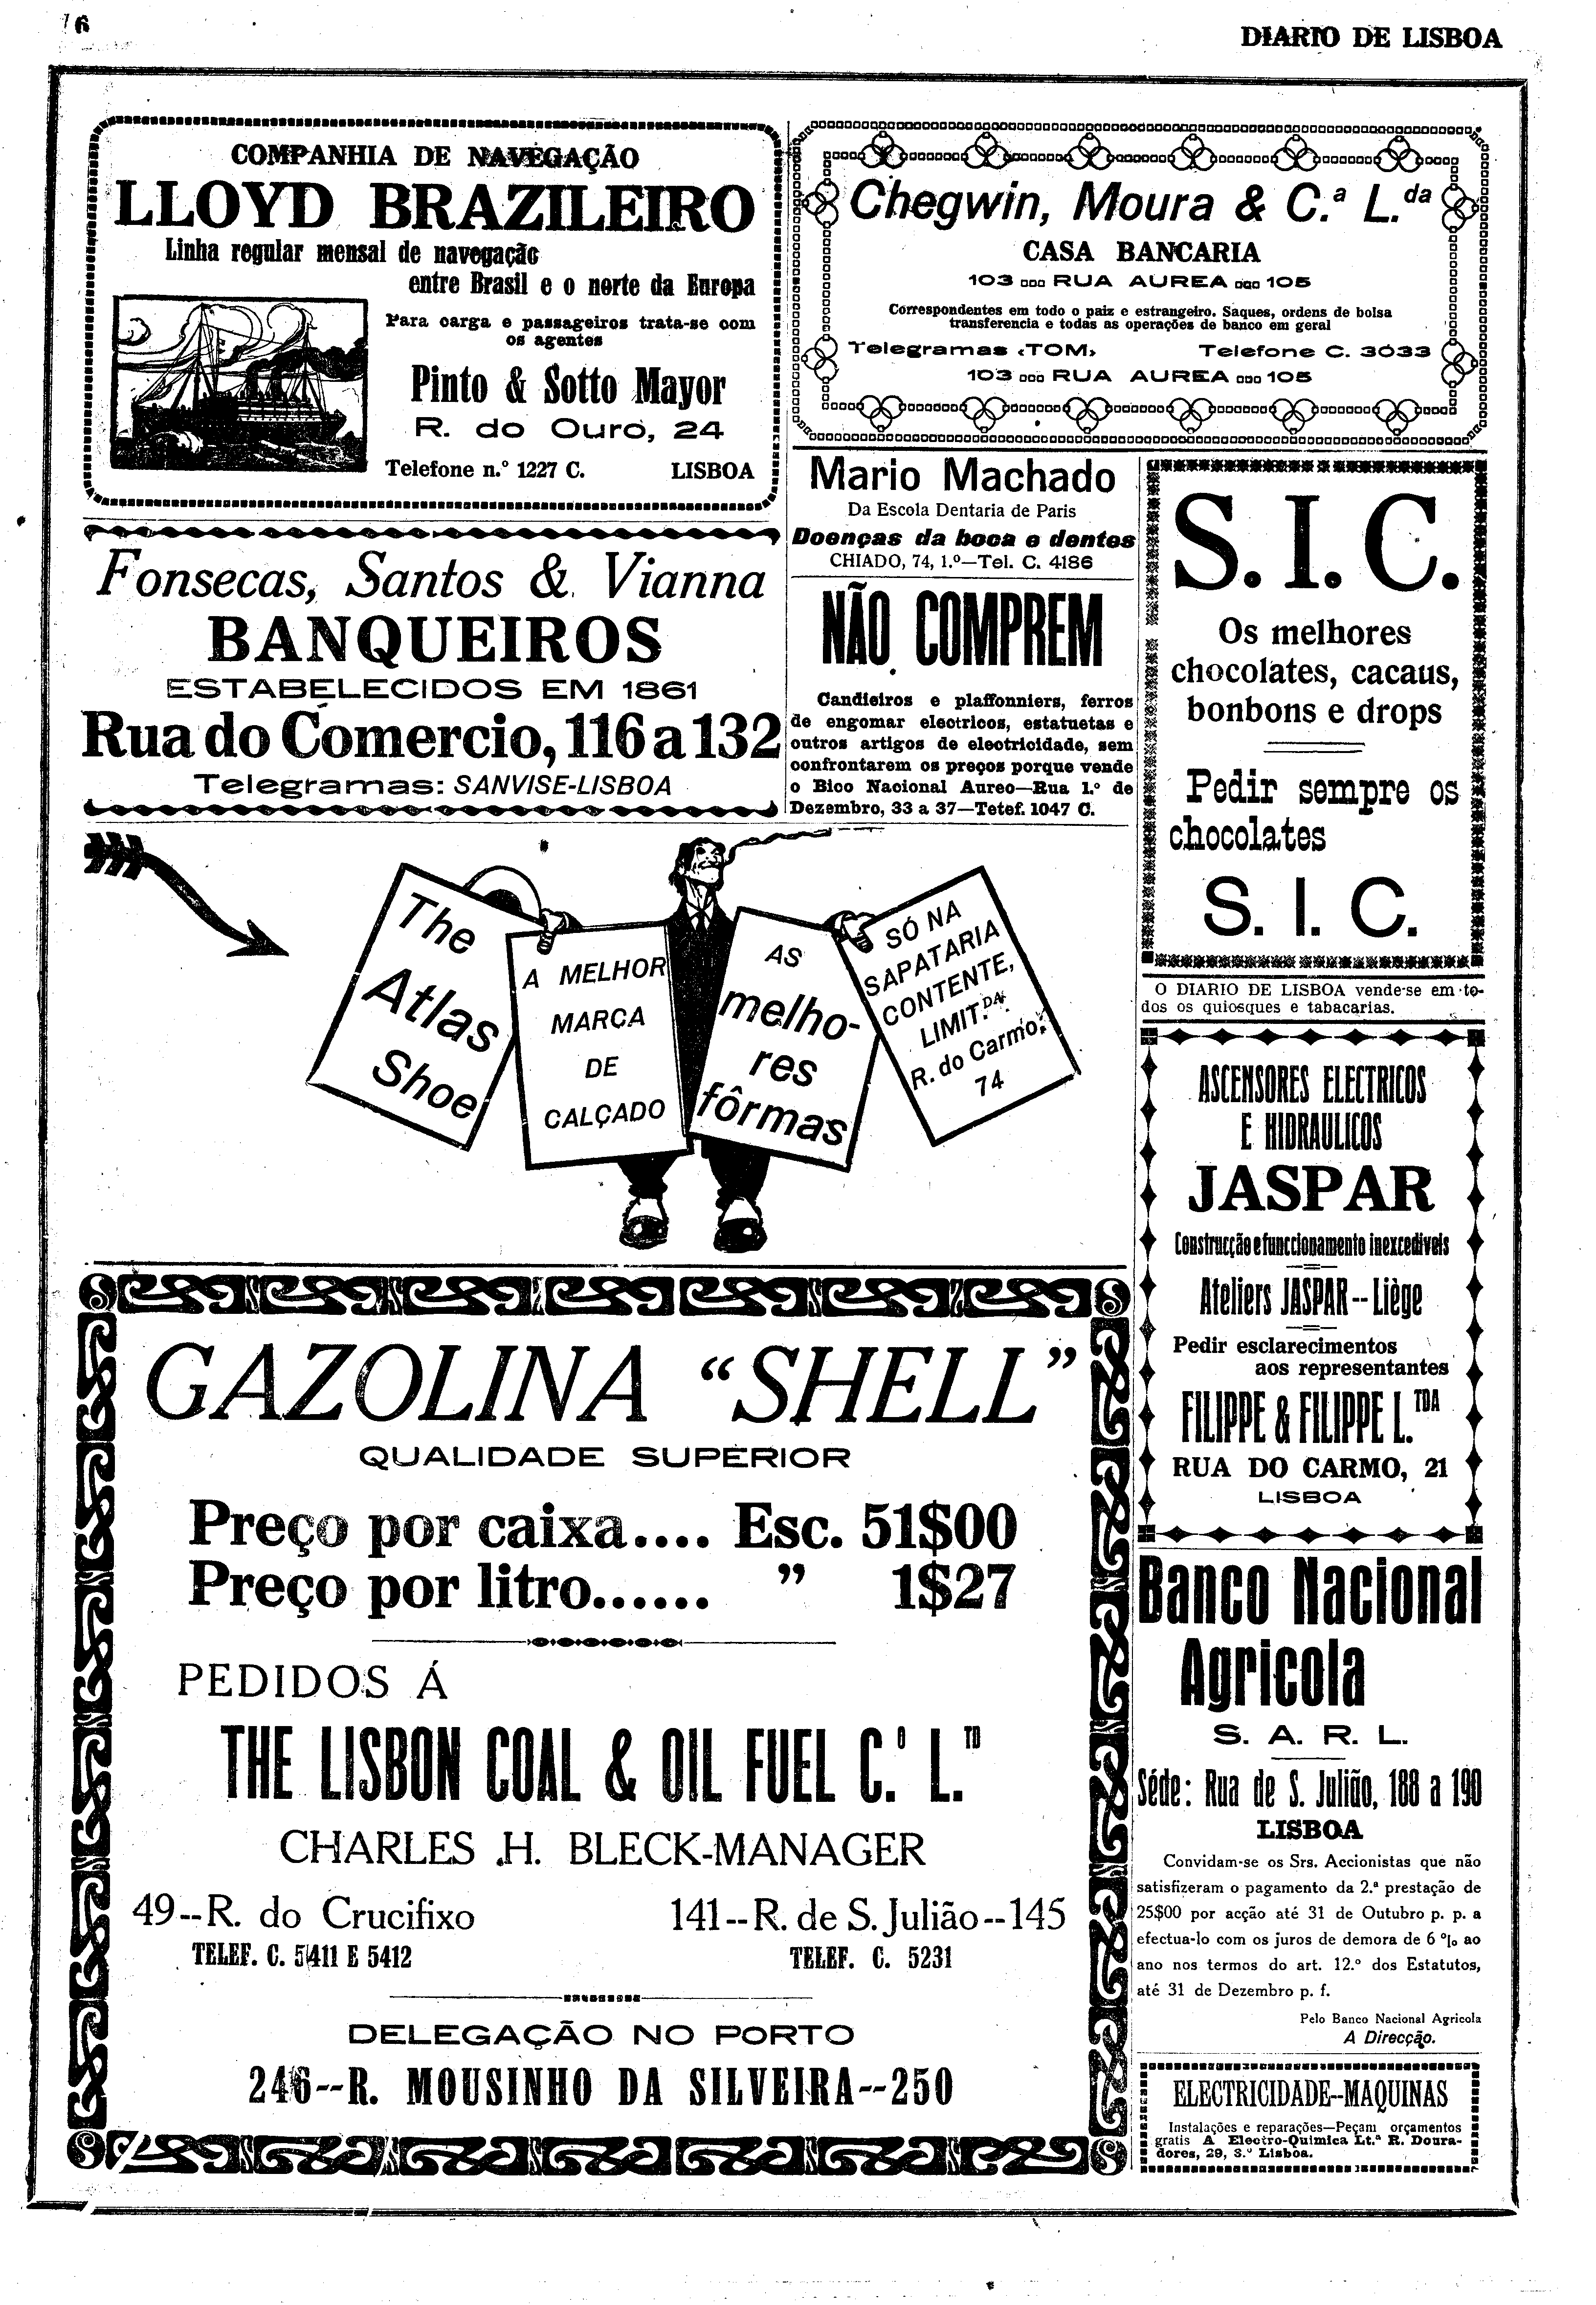 6
DIARIO DE LISBOA
COMPANHIA DE NAVEGAÇÃO
LLOYD BRAZILEIRO
Linha regular mensal de navegação
entre Brasil e o norte da Europa
Para carga e passageiros trata-se com
os agentes
Pinto & Sotto Mayor
R. do Ouro, 24
Telefone n.º 1227 C. LISBOA
Chegwin, Moura & C.ª L.da
CASA BANCARIA
103 RUA AUREA 105
Correspondentes em todo o paiz e estrangeiro. Saques, ordens de bolsa
transferencia e todas as operações de banco em geral
Telegramas ‹TOM› Telefone C. 3033
103 RUA AUREA 105
Fonsecas, Santos & Vianna
BANQUEIROS
ESTABELECIDOS EM 1861
Rua do Comercio, 116 a 132
Telegramas: SANVISE-LISBOA
Mario Machado
Da Escola Dentaria de Paris
Doenças da boca e dentes
CHIADO, 74, 1.º—Tel. C. 4186
NÃO COMPREM
Candieiros e plaffonniers, ferros
de engomar electricos, estatuetas e
outros artigos de electricidade, sem
confrontarem os preços porque vende
o Bico Nacional Aureo—Rua 1.º de
Dezembro, 33 a 37—Tetef. 1047 C.
S. I. C.
Os melhores
chocolates, cacaus,
bonbons e drops
Pedir sempre os
chocolates
S. I. C.
O DIARIO DE LISBOA vende-se em to-
dos os quiosques e tabacarias.
The
Atlas
Shoe
A MELHOR
MARCA
DE
CALÇADO
AS
melho-
res
fôrmas
SÓ NA
SAPATARIA
CONTENTE,
LIMIT.DA
R. do Carmo,
74
ASCENSORES ELECTRICOS
E HIDRAULICOS
JASPAR
Construcção e funccionamento inexcediveis
Ateliers JASPAR--Liège
Pedir esclarecimentos
aos representantes
FILIPPE & FILIPPE L.TDA
RUA DO CARMO, 21
LISBOA
GAZOLINA “SHELL”
QUALIDADE SUPERIOR
Preço por caixa.... Esc. 51$00
Preço por litro...... ” 1$27
PEDIDOS Á
THE LISBON COAL & OIL FUEL C.º L.TD
CHARLES H. BLECK-MANAGER
49--R. do Crucifixo 141--R. de S. Julião--145
TELEF. C. 5411 E 5412 TELEF. C. 5231
DELEGAÇÃO NO PORTO
246--R. MOUSINHO DA SILVEIRA--250
Banco Nacional
Agricola
S. A. R. L.
Séde: Rua de S. Julião, 188 a 190
LISBOA
Convidam-se os Srs. Accionistas que não
satisfizeram o pagamento da 2.ª prestação de
25$00 por acção até 31 de Outubro p. p. a
efectua-lo com os juros de demora de 6 º|₀ ao
ano nos termos do art. 12.º dos Estatutos,
até 31 de Dezembro p. f.
Pelo Banco Nacional Agricola
A Direcção.
ELECTRICIDADE--MAQUINAS
Instalações e reparações—Peçam orçamentos
gratis A Electro-Quimica Lt.ª R. Doura-
dores, 29, 3.º Lisboa.